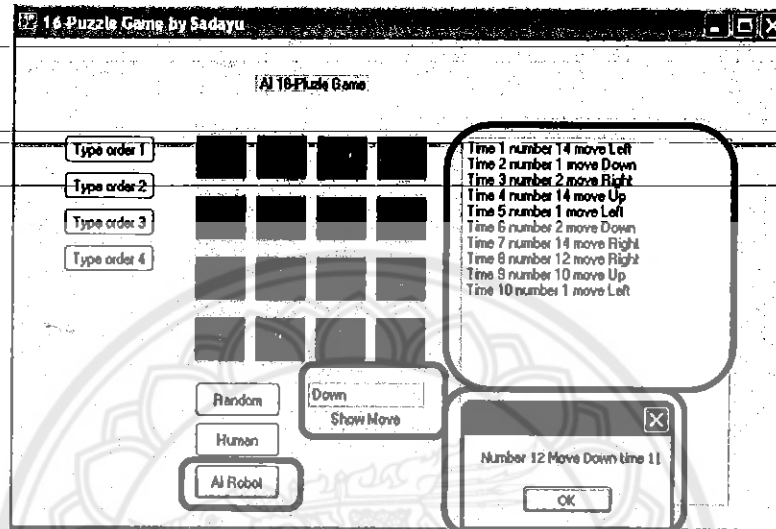 16-Puzzle Game by Sadayu
AI 16-Pluzle Game
Type order 1
Type order 2
Type order 3
Type order 4
Time 1 number 14 move Left
Time 2 number 1 move Down
Time 3 number 2 move Right
Time 4 number 14 move Up
Time 5 number 1 move Left
Time 6 number 2 move Down
Time 7 number 14 move Right
Time 8 number 12 move Right
Time 9 number 10 move Up
Time 10 number 1 move Left
Random
Human
AI Robot
Down
Show Move
Number 12 Move Down time 11
OK